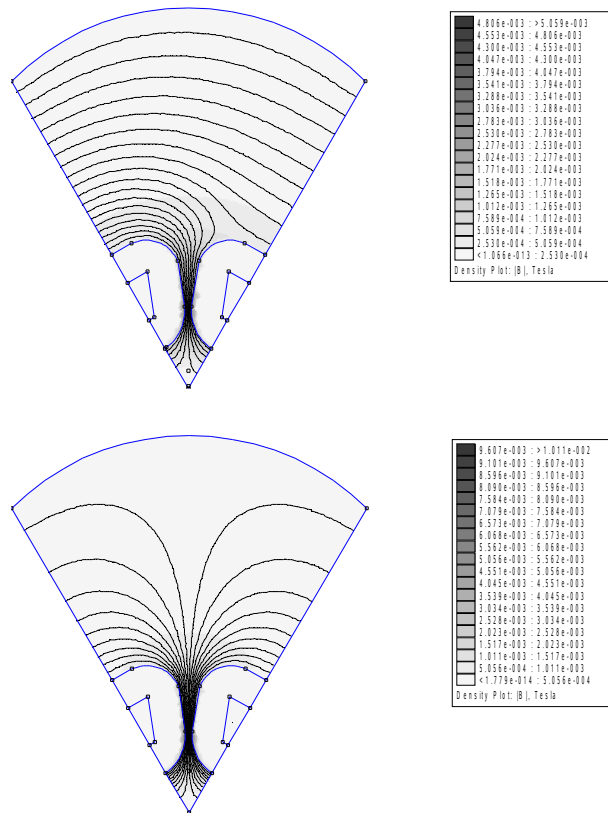 4.806e-003 : >5.059e-003
4.553e-003 : 4.806e-003
4.300e-003 : 4.553e-003
4.047e-003 : 4.300e-003
3.794e-003 : 4.047e-003
3.541e-003 : 3.794e-003
3.288e-003 : 3.541e-003
3.036e-003 : 3.288e-003
2.783e-003 : 3.036e-003
2.530e-003 : 2.783e-003
2.277e-003 : 2.530e-003
2.024e-003 : 2.277e-003
1.771e-003 : 2.024e-003
1.518e-003 : 1.771e-003
1.265e-003 : 1.518e-003
1.012e-003 : 1.265e-003
7.589e-004 : 1.012e-003
5.059e-004 : 7.589e-004
2.530e-004 : 5.059e-004
<1.066e-013 : 2.530e-004
Density Plot: |B|, Tesla
9.607e-003 : >1.011e-002
9.101e-003 : 9.607e-003
8.596e-003 : 9.101e-003
8.090e-003 : 8.596e-003
7.584e-003 : 8.090e-003
7.079e-003 : 7.584e-003
6.573e-003 : 7.079e-003
6.068e-003 : 6.573e-003
5.562e-003 : 6.068e-003
5.056e-003 : 5.562e-003
4.551e-003 : 5.056e-003
4.045e-003 : 4.551e-003
3.539e-003 : 4.045e-003
3.034e-003 : 3.539e-003
2.528e-003 : 3.034e-003
2.023e-003 : 2.528e-003
1.517e-003 : 2.023e-003
1.011e-003 : 1.517e-003
5.056e-004 : 1.011e-003
<1.779e-014 : 5.056e-004
Density Plot: |B|, Tesla